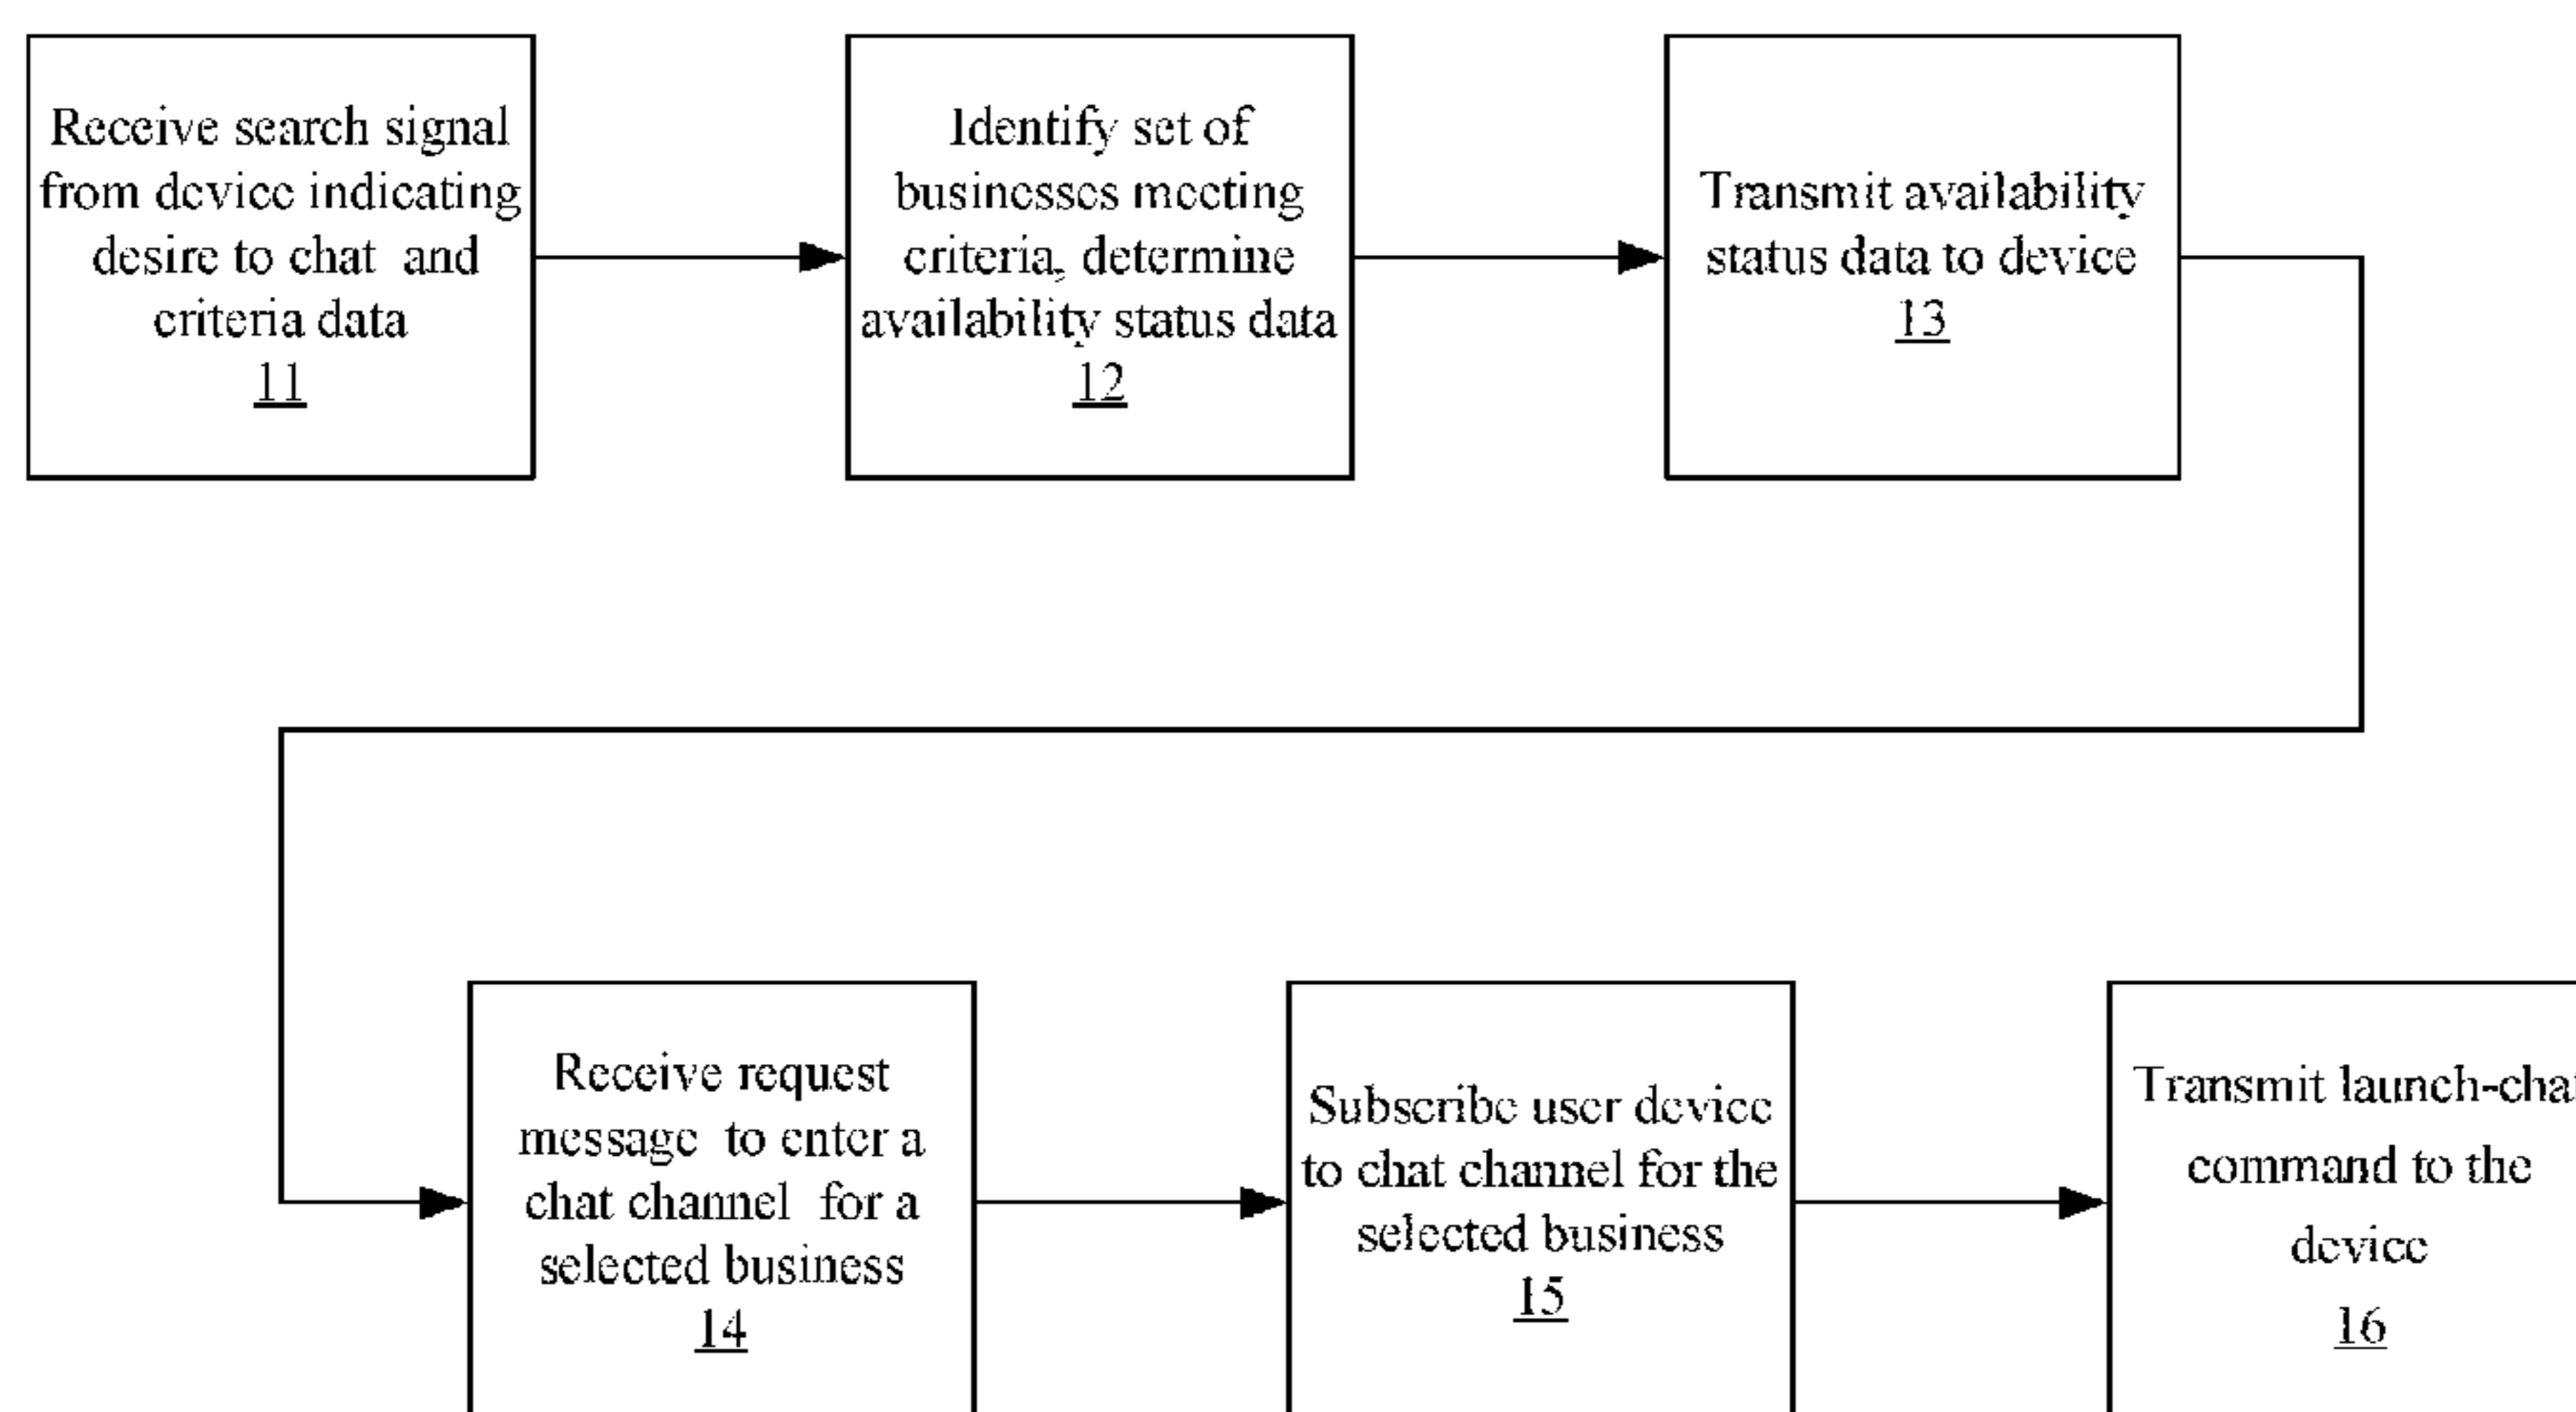 Receive search signal
from device indicating
desire to chat and
criteria data
11
Identify set of
businesses meeting
criteria, determine
availability status data
12
Transmit availability
status data to device
13
Receive request
message to enter a
chat channel for a
selected business
14
Subscribe user device
to chat channel for the
selected business
15
Transmit launch-chat
command to the
device
16